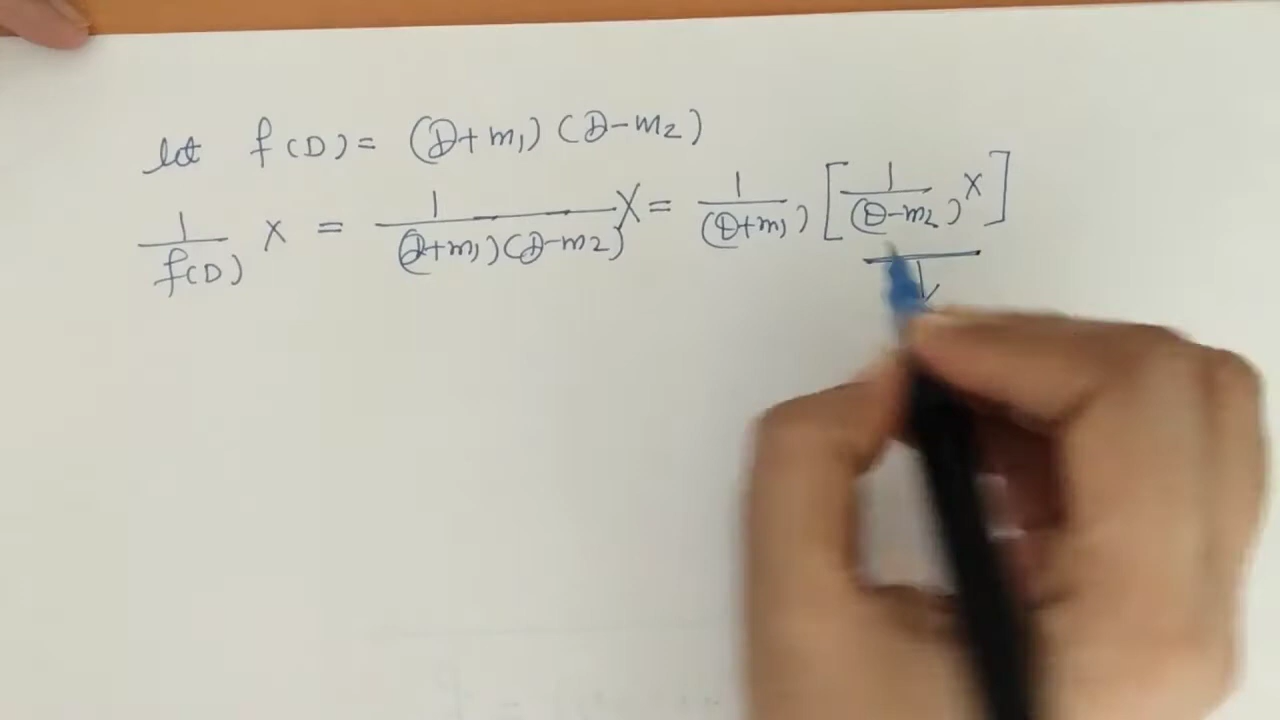 let f(D) = (D+m₁) (D-m₂)
1/f(D) X = 1/(D+m₁)(D-m₂) X = 1/(D+m₁) [1/(D-m₂) X]